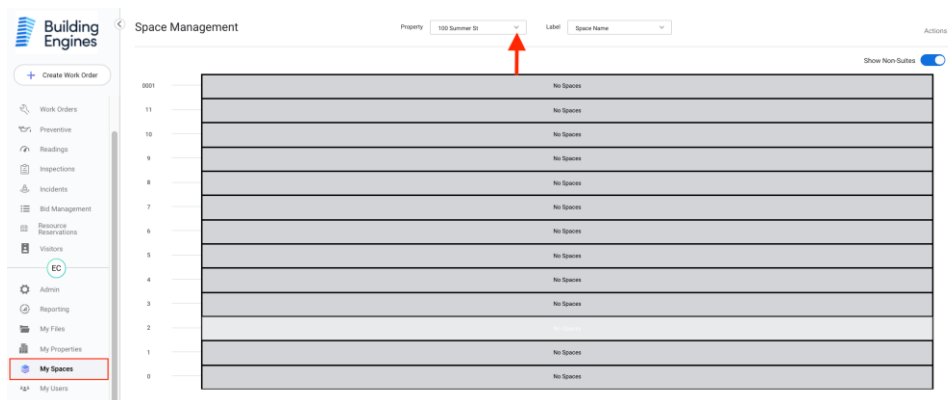 Building
Engines
Space Management
Property
100 Summer St
Label
Space Name
Actions
Show Non-Suites
+ Create Work Order
Work Orders
Preventive
Readings
Inspections
Incidents
Bid Management
Resource
Reservations
Visitors
EC
Admin
Reporting
My Files
My Properties
My Spaces
My Users
0001 No Spaces
11 No Spaces
10 No Spaces
9 No Spaces
8 No Spaces
7 No Spaces
6 No Spaces
5 No Spaces
4 No Spaces
3 No Spaces
2 No Spaces
1 No Spaces
0 No Spaces